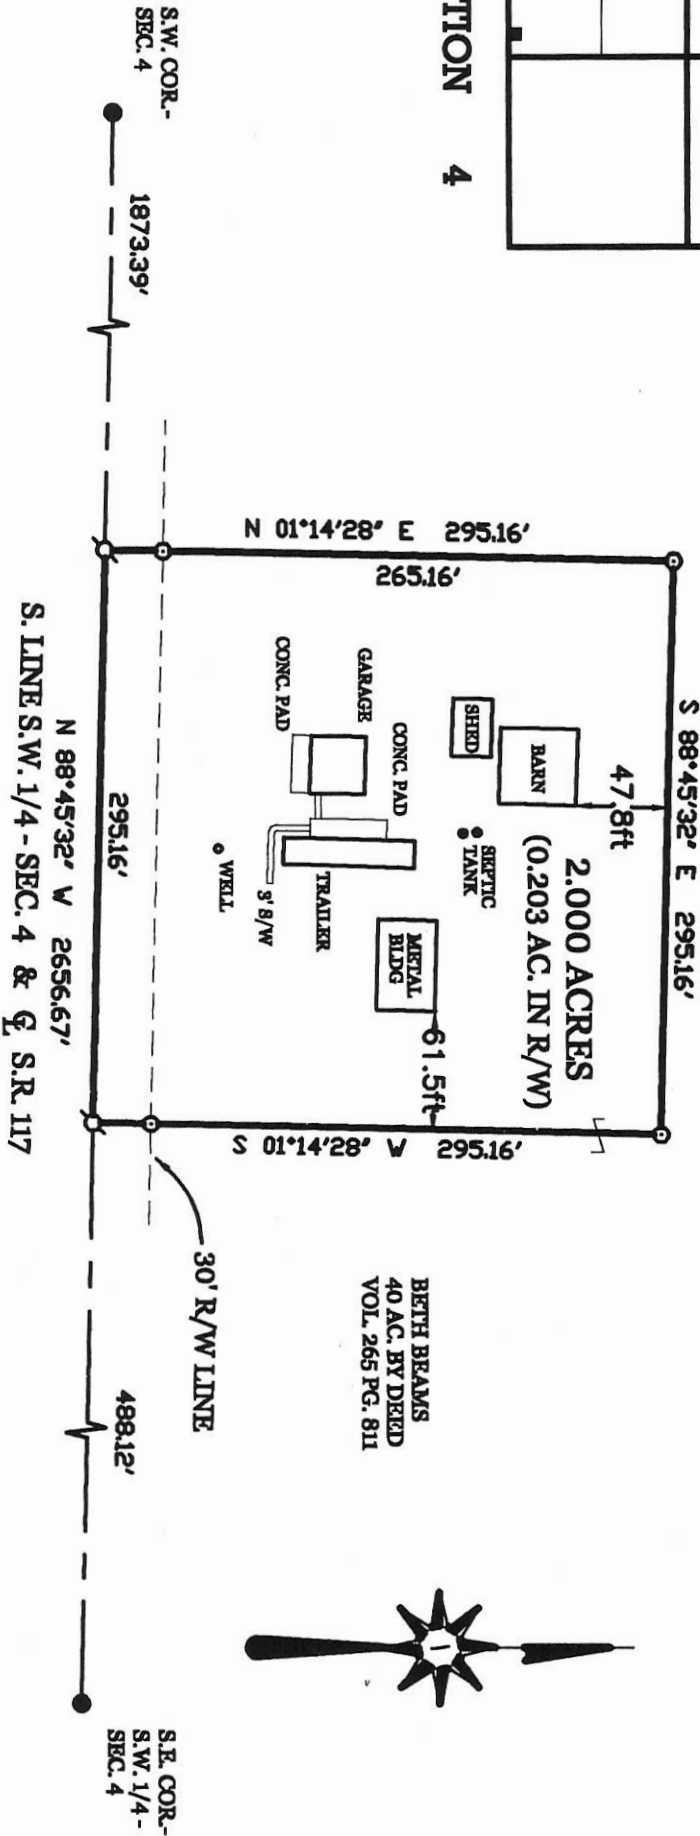 TION 4
S.W. COR.-
SEC. 4
1873.39'
N 01°14'28" E 295.16'
265.16'
S 88°45'32" E 295.16'
47.8ft
BARN
SHED
2.000 ACRES
(0.203 AC. IN R/W)
SEPTIC
TANK
GARAGE
CONC. PAD
CONC. PAD
TRAILER
3' S/W
WELL
METAL
BLDG
61.5ft
S 01°14'28" W 295.16'
295.16'
N 88°45'32" W 2656.67'
S. LINE S.W. 1/4 - SEC. 4 & ℄ S.R. 117
30' R/W LINE
BETH BEAMS
40 AC. BY DEED
VOL. 265 PG. 811
488.12'
S.E. COR.-
S.W. 1/4 -
SEC. 4